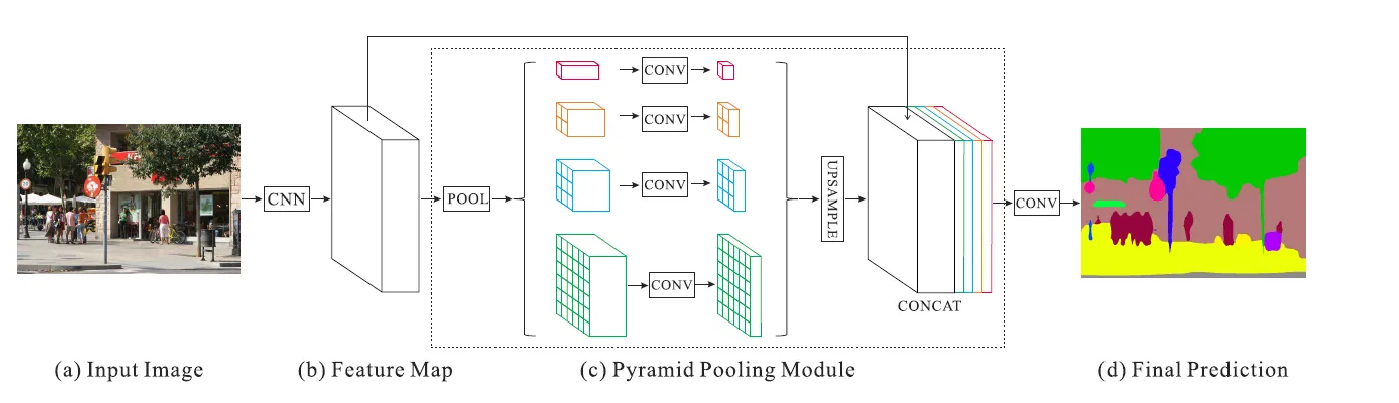 CNN
POOL
CONV
CONV
CONV
CONV
UPSAMPLE
CONCAT
CONV
(a) Input Image
(b) Feature Map
(c) Pyramid Pooling Module
(d) Final Prediction